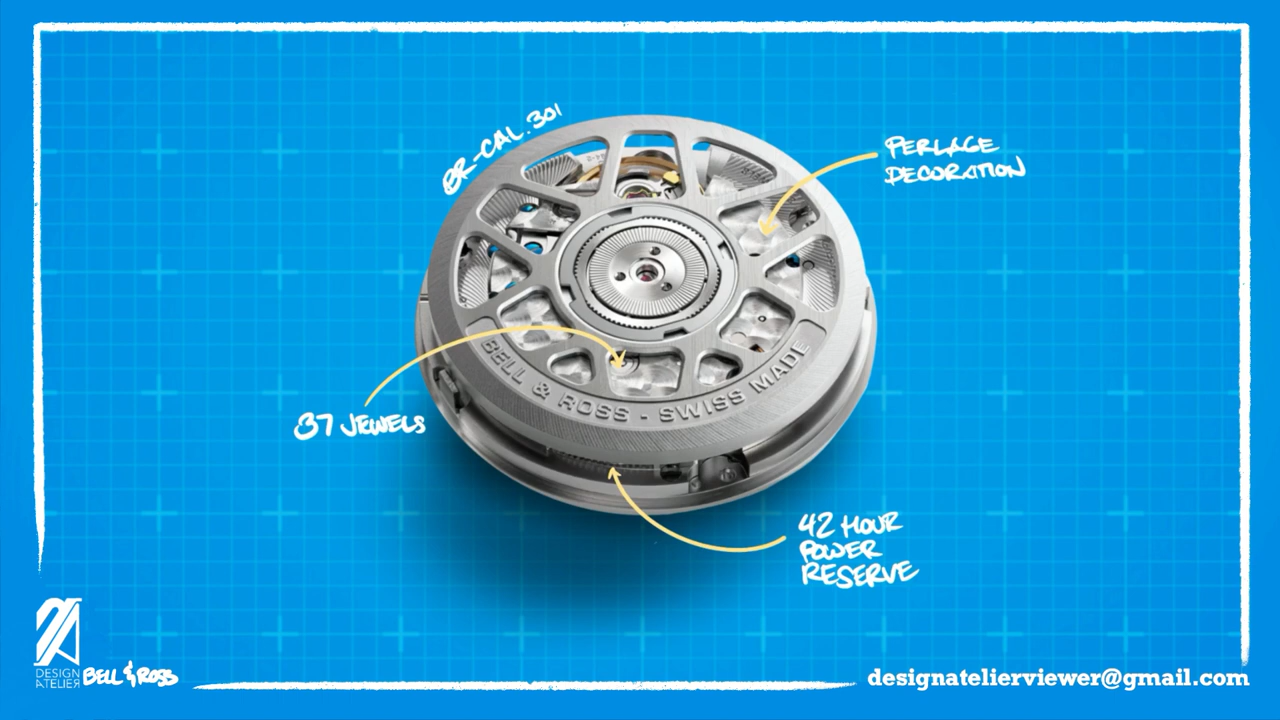 BR-CAL.301
PERLAGE
DECORATION
BELL & ROSS - SWISS MADE
37 JEWELS
42 HOUR
POWER
RESERVE
DESIGN
ATELIER
BELL & ROSS
designatelierviewer@gmail.com